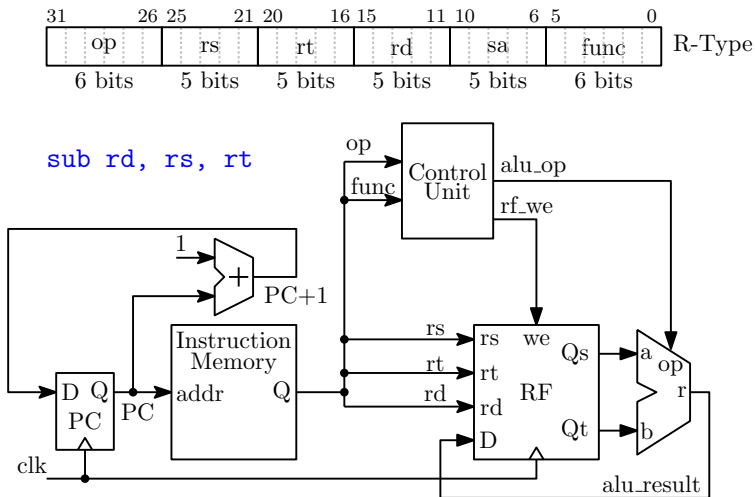 31 26 25 21 20 16 15 11 10 6 5 0
op rs rt rd sa func R-Type
6 bits 5 bits 5 bits 5 bits 5 bits 6 bits
sub rd, rs, rt
op
func
Control
Unit
alu_op
rf_we
1
+
PC+1
Instruction
Memory
addr Q
D Q
PC
PC
clk
rs
rt
rd
we
rs
rt
rd
D
RF
Qs
Qt
a
op
r
b
alu_result